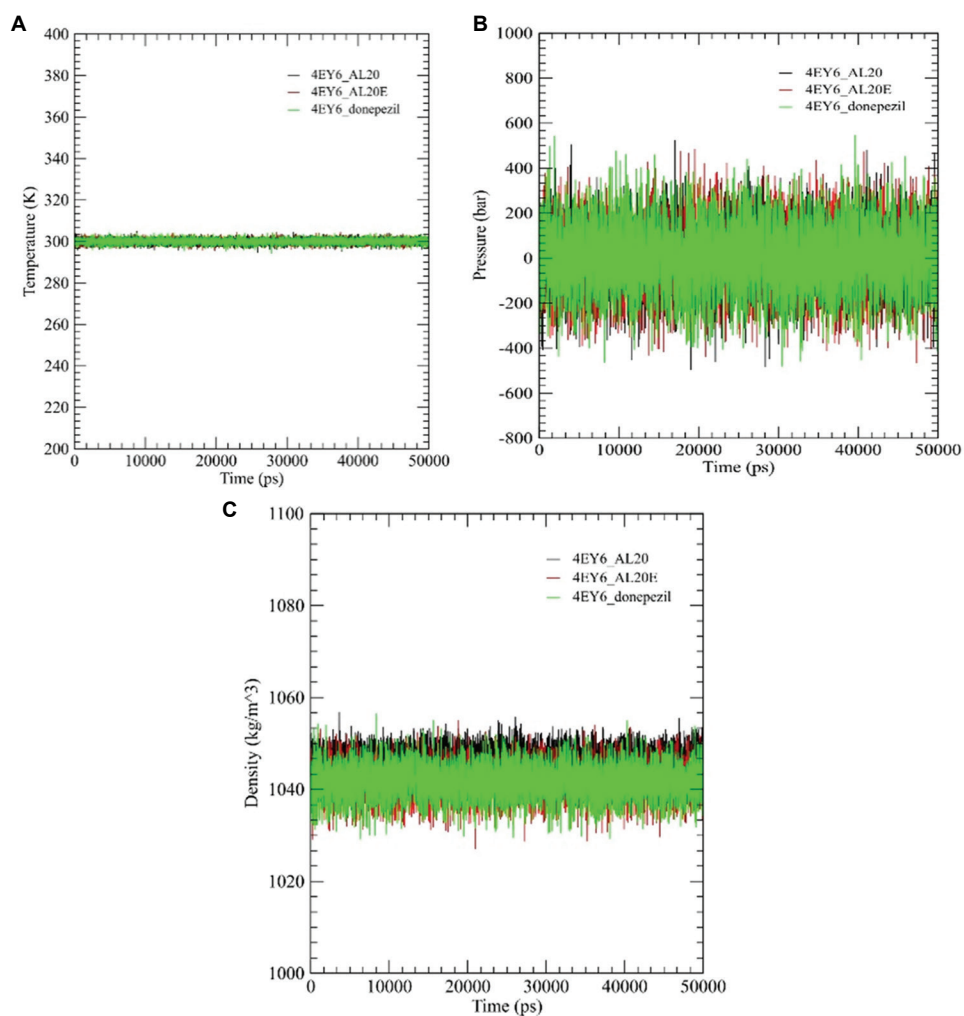 A
400
380
360
340
320
300
280
260
240
220
200
Temperature (K)
4EY6_AL20
4EY6_AL20E
4EY6_donepezil
0 10000 20000 30000 40000 50000
Time (ps)
B
1000
800
600
400
200
0
-200
-400
-600
-800
Pressure (bar)
4EY6_AL20
4EY6_AL20E
4EY6_donepezil
0 10000 20000 30000 40000 50000
Time (ps)
C
1100
1080
1060
1040
1020
1000
Density (kg/m^3)
4EY6_AL20
4EY6_AL20E
4EY6_donepezil
0 10000 20000 30000 40000 50000
Time (ps)